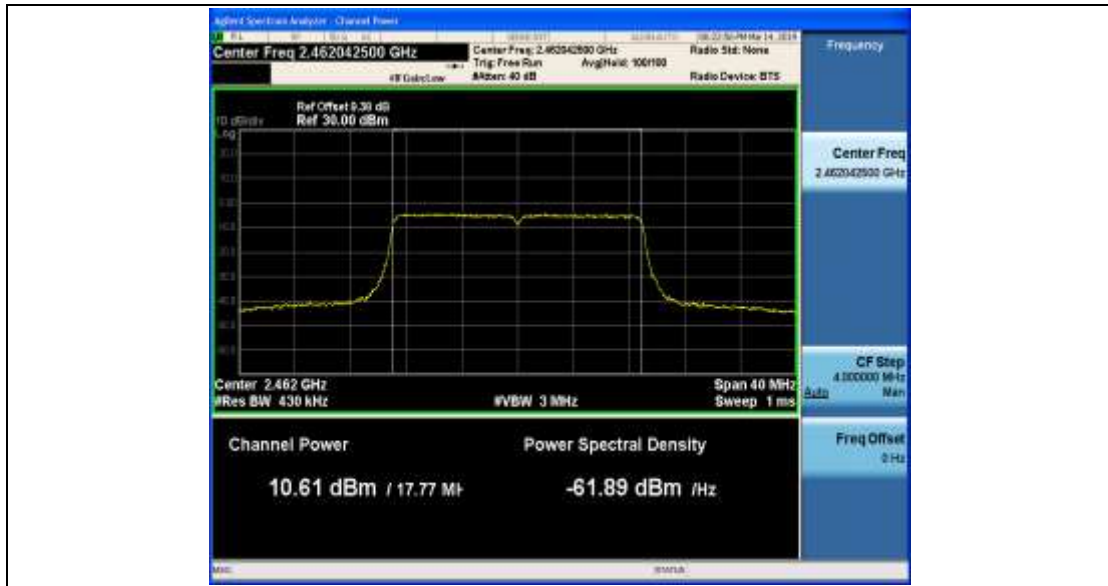 Agilent Spectrum Analyzer - Channel Power
Center Freq 2.462042500 GHz
Center Freq: 2.462042500 GHz
Trig: Free Run Avg|Hold: 100/100
#IFGain:Low #Atten: 40 dB
Radio Std: None
Radio Device: BTS
Frequency
Ref Offset 9.38 dB
10 dB/div Ref 30.00 dBm
Log
Center Freq
2.462042500 GHz
Center 2.462 GHz Span 40 MHz
#Res BW 430 kHz #VBW 3 MHz Sweep 1 ms
CF Step
4.000000 MHz
Auto Man
Channel Power Power Spectral Density
10.61 dBm / 17.77 MH -61.89 dBm /Hz
Freq Offset
0 Hz
MSG STATUS